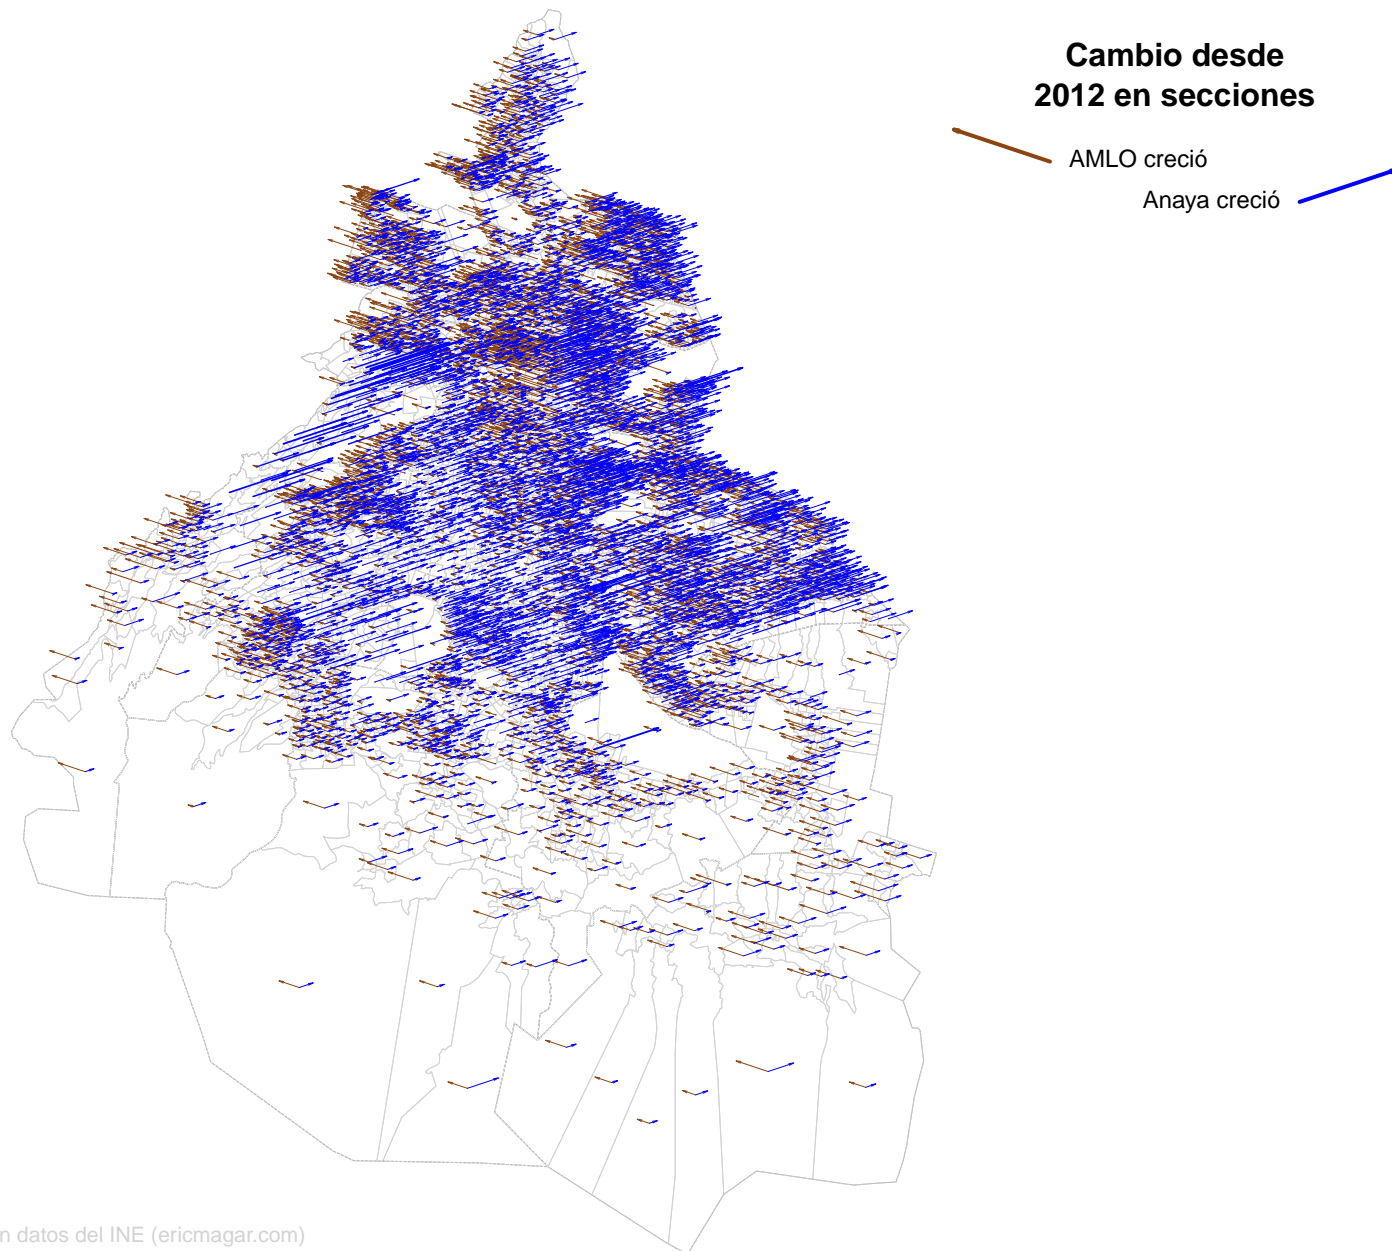 Cambio desde
2012 en secciones
AMLO creció
Anaya creció
n datos del INE (ericmagar.com)